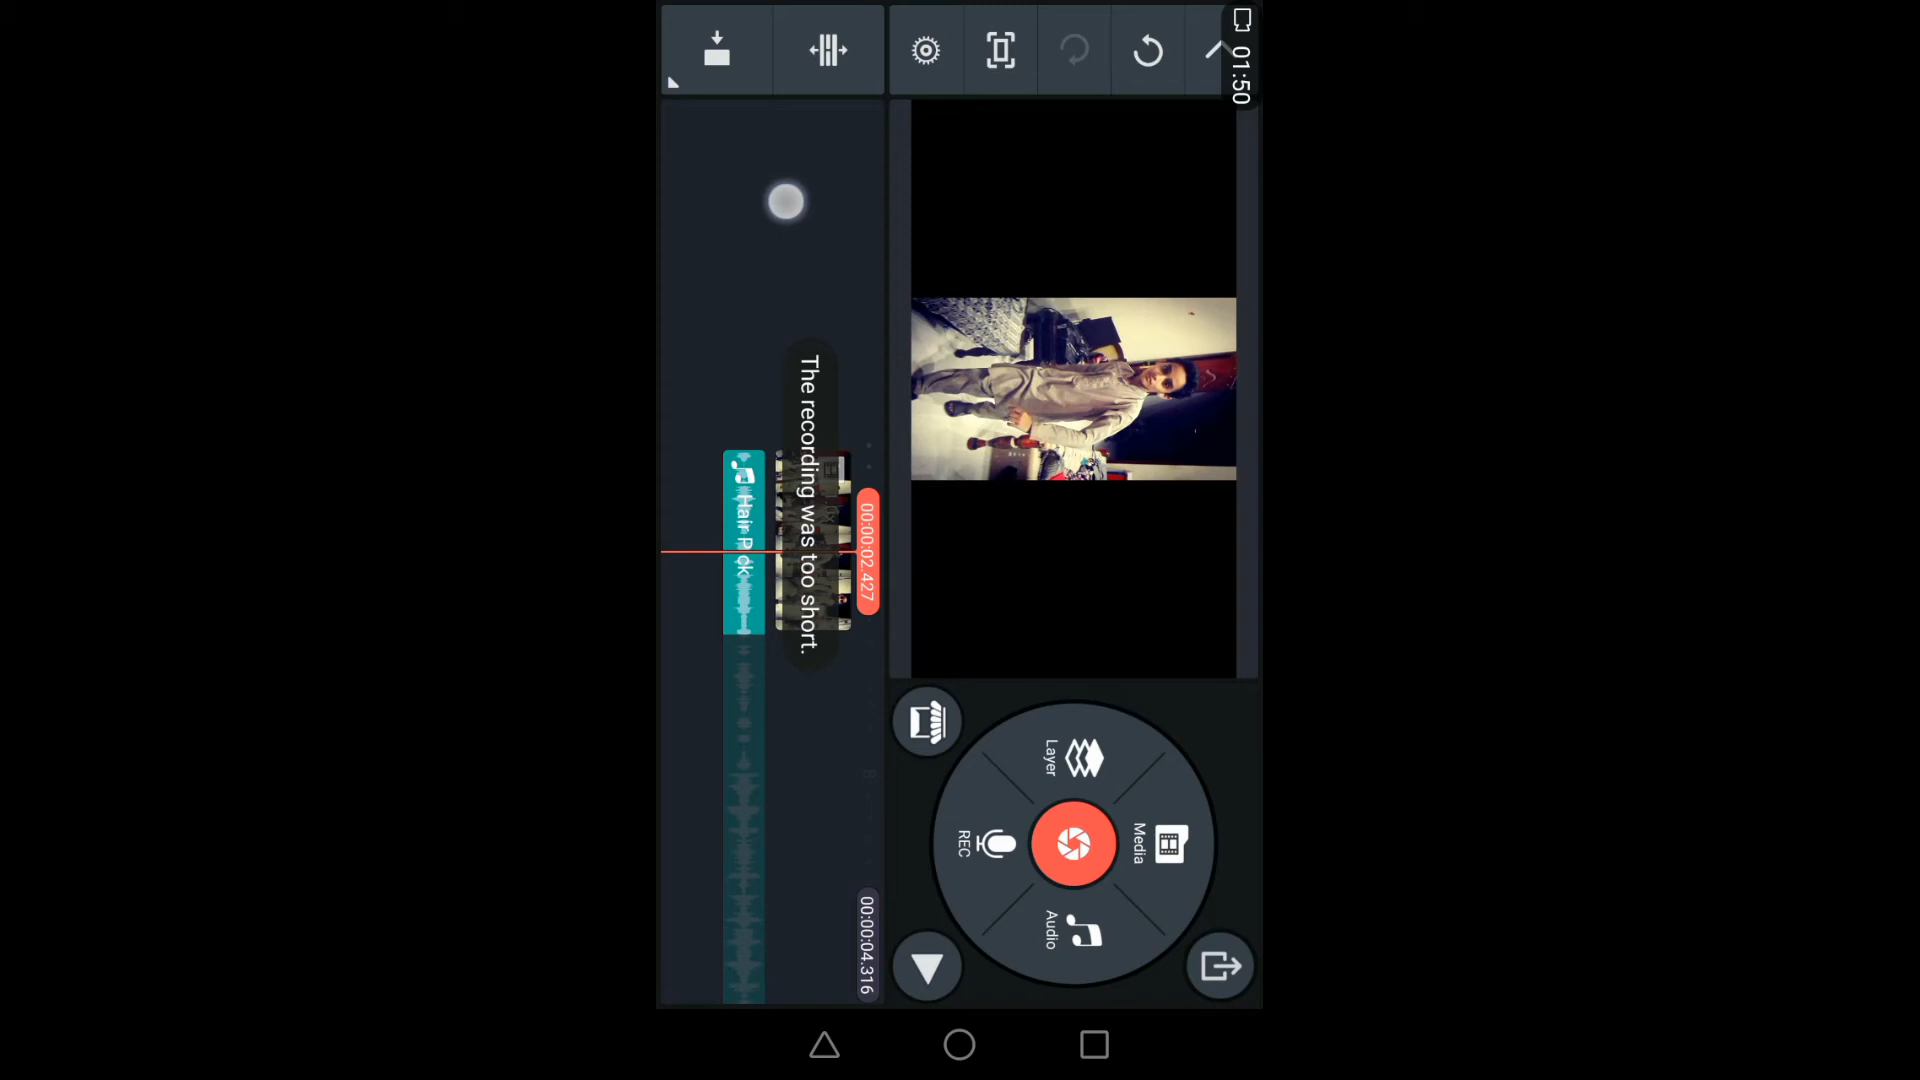 01:50
Media
Layer
REC
Audio
00:00:02.427
00:00:04.316
The recording was too short.
Hair P ck